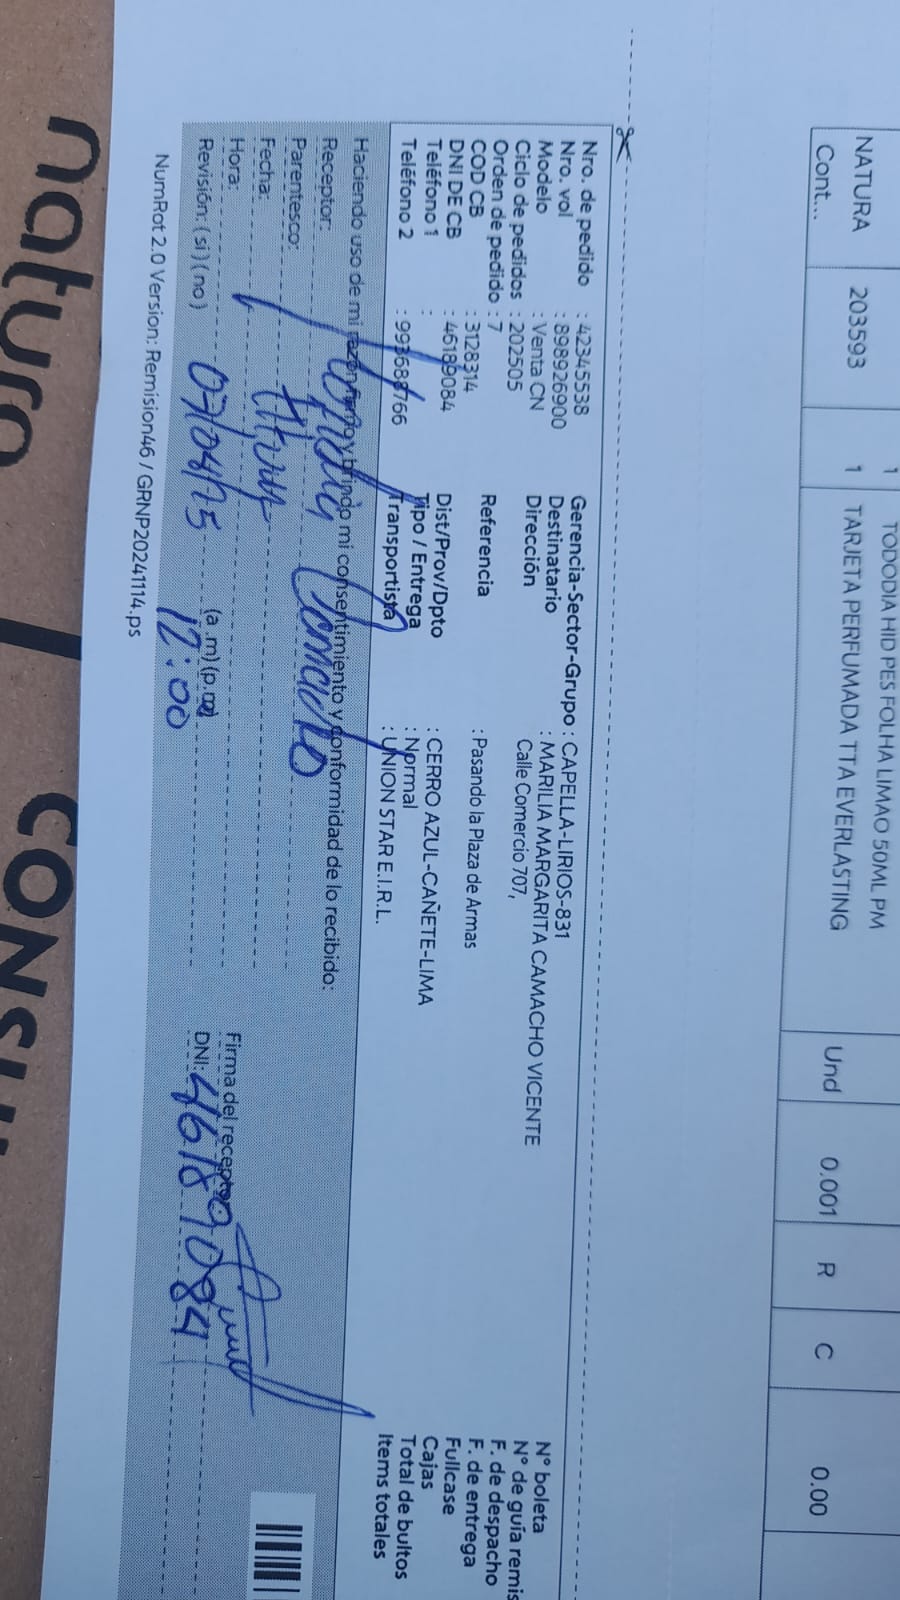 1 TODODIA HID PES FOLHA LIMAO 50ML PM
NATURA 203593 1 TARJETA PERFUMADA TTA EVERLASTING Und 0.001 R C 0.00
Cont...
Nro. de pedido : 42345538
Nro. vol : 898926900
Modelo : Venta CN
Ciclo de pedidos : 202505
Orden de pedido : 7
COD CB : 3128314
DNI DE CB : 46189084
Teléfono 1 :
Teléfono 2 : 993688766
Gerencia-Sector-Grupo : CAPELLA-LIRIOS-831
Destinatario : MARILIA MARGARITA CAMACHO VICENTE
Dirección Calle Comercio 707,
Referencia : Pasando la Plaza de Armas
Dist/Prov/Dpto : CERRO AZUL-CAÑETE-LIMA
Tipo / Entrega : Normal
Transportista : UNION STAR E.I.R.L.
N° boleta
N° de guía remis
F. de despacho
F. de entrega
Fullcase
Cajas
Total de bultos
Items totales
Haciendo uso de mi razón firmo y brindo mi consentimiento y conformidad de lo recibido:
Receptor: Camacho
Parentesco:
Fecha: 07/04/25
Hora: 12:00 (a.m) (p.m)
Revisión: ( si ) ( no )
Firma del receptor
DNI: 46189084
NumRot 2.0 Version: Remision46 / GRNP20241114.ps
natura
consu